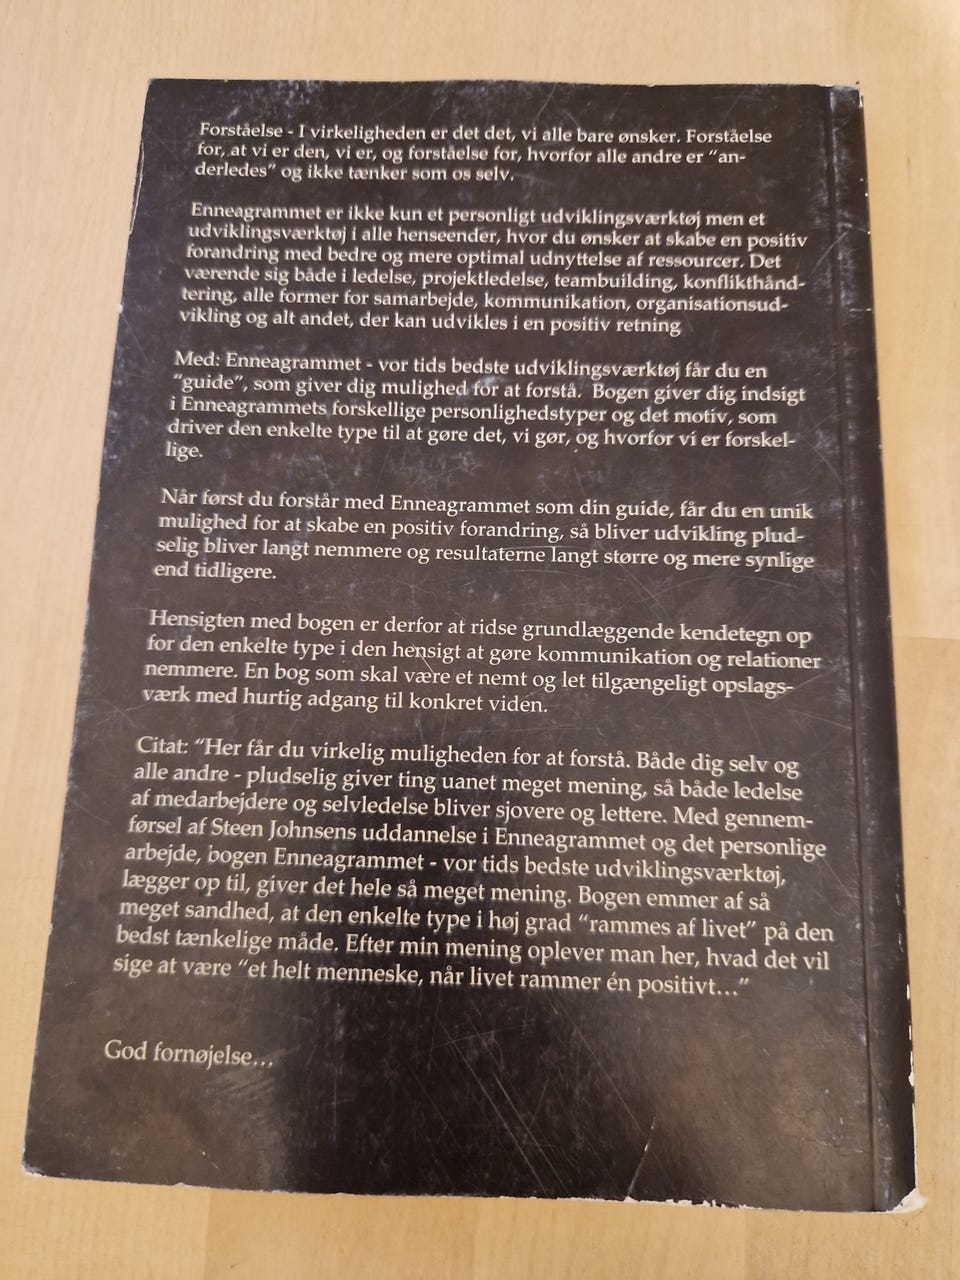 Forståelse - I virkeligheden er det det, vi alle bare ønsker. Forståelse
for, at vi er den, vi er, og forståelse for, hvorfor alle andre er "an-
derledes" og ikke tænker som os selv.
Enneagrammet er ikke kun et personligt udviklingsværktøj men et
udviklingsværktøj i alle henseender, hvor du ønsker at skabe en positiv
forandring med bedre og mere optimal udnyttelse af ressourcer. Det
værende sig både i ledelse, projektledelse, teambuilding, konflikthånd-
tering, alle former for samarbejde, kommunikation, organisationsud-
vikling og alt andet, der kan udvikles i en positiv retning
Med: Enneagrammet - vor tids bedste udviklingsværktøj får du en
"guide", som giver dig mulighed for at forstå. Bogen giver dig indsigt
i Enneagrammets forskellige personlighedstyper og det motiv, som
driver den enkelte type til at gøre det, vi gør, og hvorfor vi er forskel-
lige.
Når først du forstår med Enneagrammet som din guide, får du en unik
mulighed for at skabe en positiv forandring, så bliver udvikling plud-
selig bliver langt nemmere og resultaterne langt større og mere synlige
end tidligere.
Hensigten med bogen er derfor at ridse grundlæggende kendetegn op
for den enkelte type i den hensigt at gøre kommunikation og relationer
nemmere. En bog som skal være et nemt og let tilgængeligt opslags-
værk med hurtig adgang til konkret viden.
Citat: "Her får du virkelig muligheden for at forstå. Både dig selv og
alle andre - pludselig giver ting uanet meget mening, så både ledelse
af medarbejdere og selvledelse bliver sjovere og lettere. Med gennem-
førsel af Steen Johnsens uddannelse i Enneagrammet og det personlige
arbejde, bogen Enneagrammet - vor tids bedste udviklingsværktøj,
lægger op til, giver det hele så meget mening. Bogen emmer af så
meget sandhed, at den enkelte type i høj grad "rammes af livet" på den
bedst tænkelige måde. Efter min mening oplever man her, hvad det vil
sige at være "et helt menneske, når livet rammer én positivt..."
God fornøjelse...